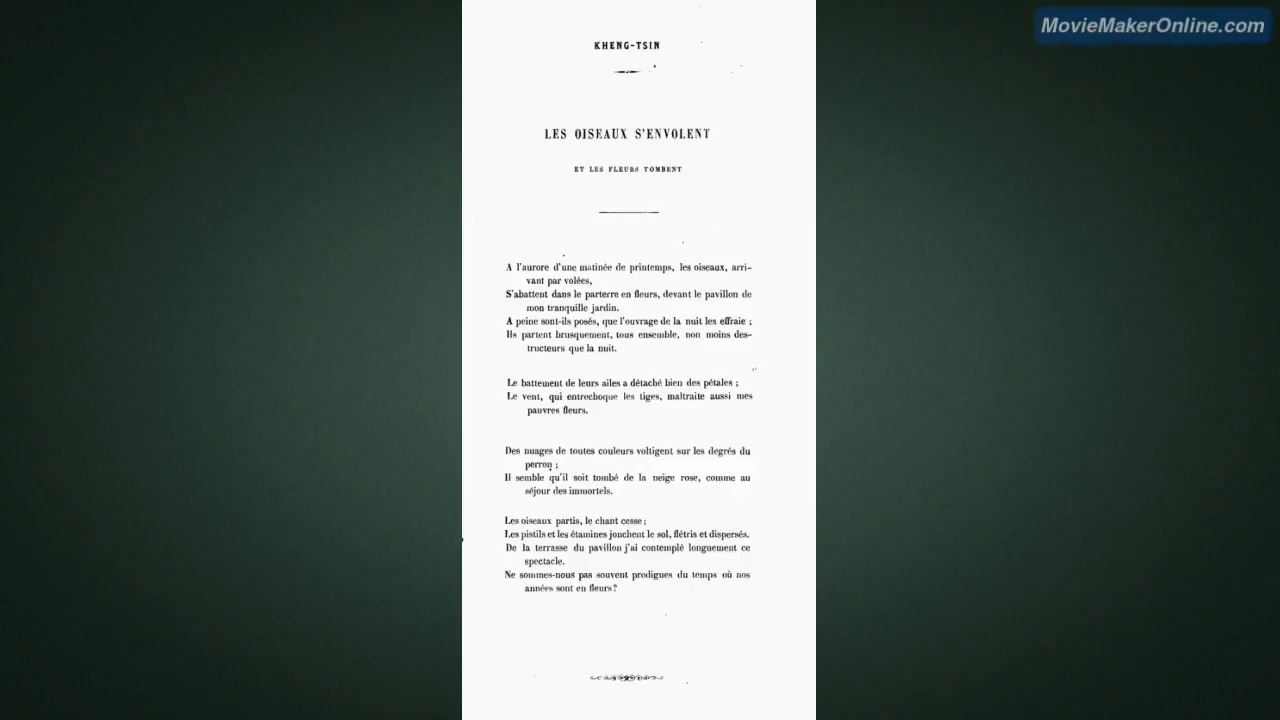 MovieMakerOnline.com
KHENG-TSIN
LES OISEAUX S'ENVOLENT
ET LES FLEURS TOMBENT
A l'aurore d'une matinée de printemps, les oiseaux, arri-
vant par volées,
S'abattent dans le parterre en fleurs, devant le pavillon de
mon tranquille jardin.
A peine sont-ils posés, que l'ouvrage de la nuit les effraie ;
Ils partent brusquement, tous ensemble, non moins des-
tructeurs que la nuit.
Le battement de leurs ailes a détaché bien des pétales ;
Le vent, qui entrechoque les tiges, maltraite aussi mes
pauvres fleurs.
Des nuages de toutes couleurs voltigent sur les degrés du
perron ;
Il semble qu'il soit tombé de la neige rose, comme au
séjour des immortels.
Les oiseaux partis, le chant cesse ;
Les pistils et les étamines jonchent le sol, flétris et dispersés.
De la terrasse du pavillon j'ai contemplé longuement ce
spectacle.
Ne sommes-nous pas souvent prodigues du temps où nos
années sont en fleurs ?